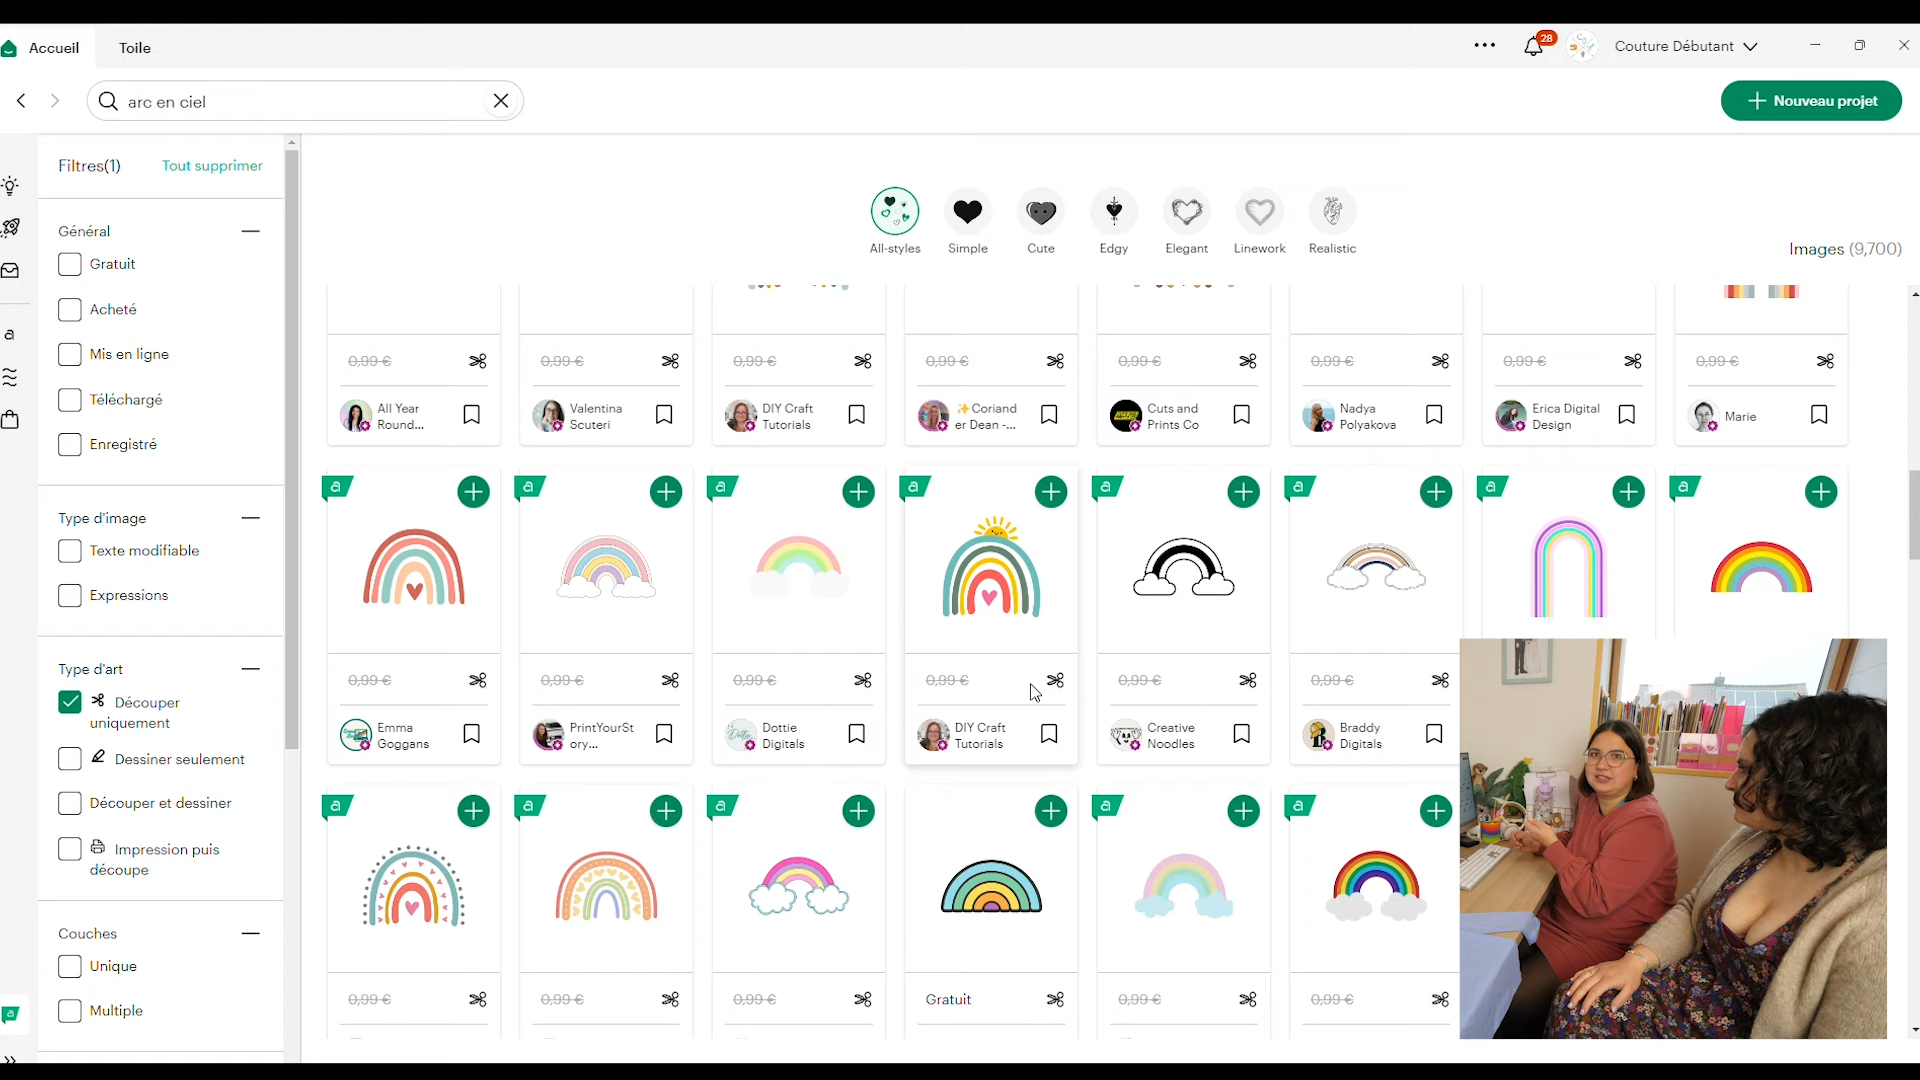 Accueil
Toile
28
Couture Débutant
arc en ciel
Nouveau projet
Filtres(1)
Tout supprimer
Général
Gratuit
Acheté
Mis en ligne
Téléchargé
Enregistré
Type d'image
Texte modifiable
Expressions
Type d'art
Découper
uniquement
Dessiner seulement
Découper et dessiner
Impression puis
découpe
Couches
Unique
Multiple
All-styles
Simple
Cute
Edgy
Elegant
Linework
Realistic
Images (9,700)
0,99 €
0,99 €
0,99 €
0,99 €
0,99 €
0,99 €
0,99 €
0,99 €
All Year
Round...
Valentina
Scuteri
DIY Craft
Tutorials
✨Coriand
er Dean -...
Cuts and
Prints Co
Nadya
Polyakova
Erica Digital
Design
Marie
a
a
a
a
a
a
a
a
0,99 €
0,99 €
0,99 €
0,99 €
0,99 €
0,99 €
Emma
Goggans
PrintYourSt
ory...
Dottie
Digitals
DIY Craft
Tutorials
Creative
Noodles
Braddy
Digitals
a
a
a
a
a
0,99 €
0,99 €
0,99 €
Gratuit
0,99 €
0,99 €
a
a